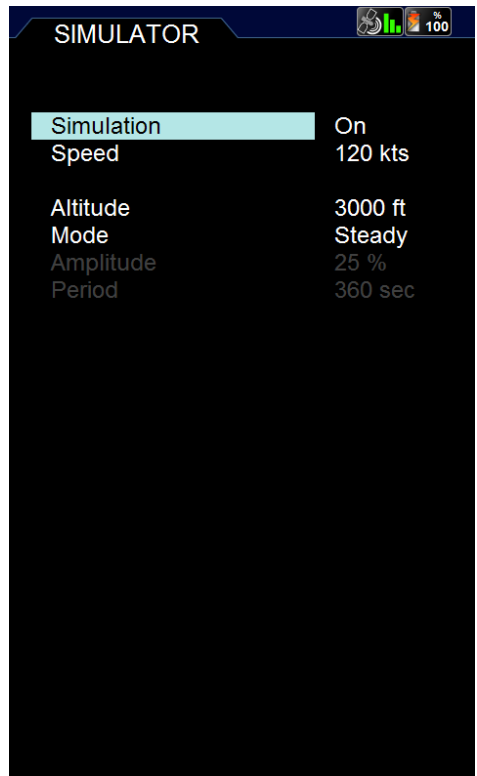 SIMULATOR
%
100
Simulation On
Speed 120 kts
Altitude 3000 ft
Mode Steady
Amplitude 25 %
Period 360 sec